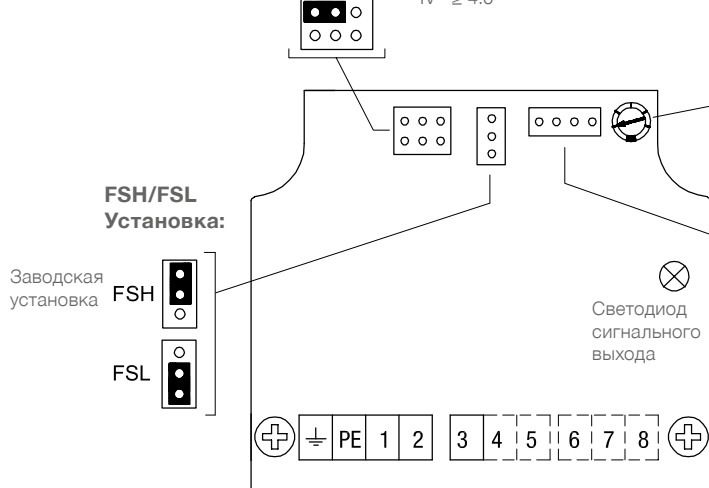 FSH/FSL
Установка:
Заводская
установка
FSH
FSL
Светодиод
сигнального
выхода
PE 1 2 3 4 5 6 7 8